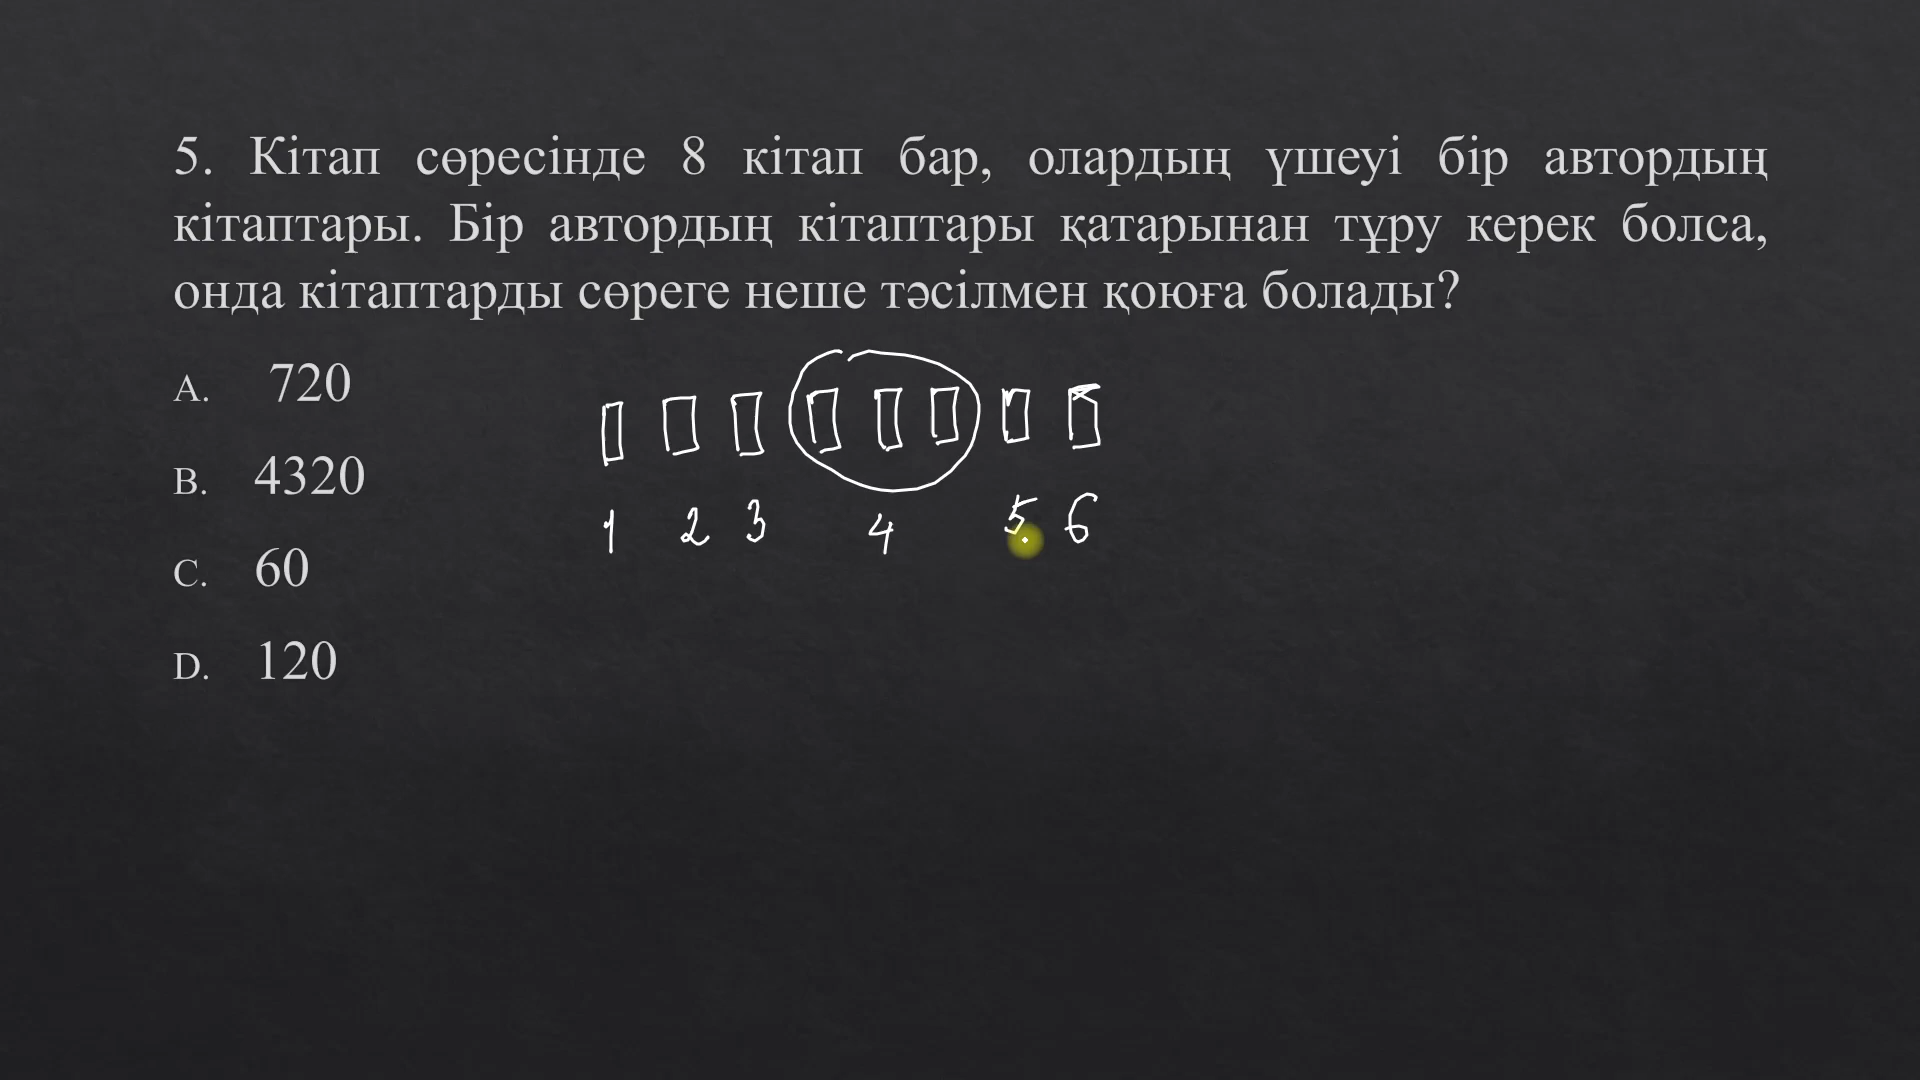 5. Кітап сөресінде 8 кітап бар, олардың үшеуі бір автордың
кітаптары. Бір автордың кітаптары қатарынан тұру керек болса,
онда кітаптарды сөреге неше тәсілмен қоюға болады?
A. 720
B. 4320
C. 60
D. 120
1 2 3 4 5 6